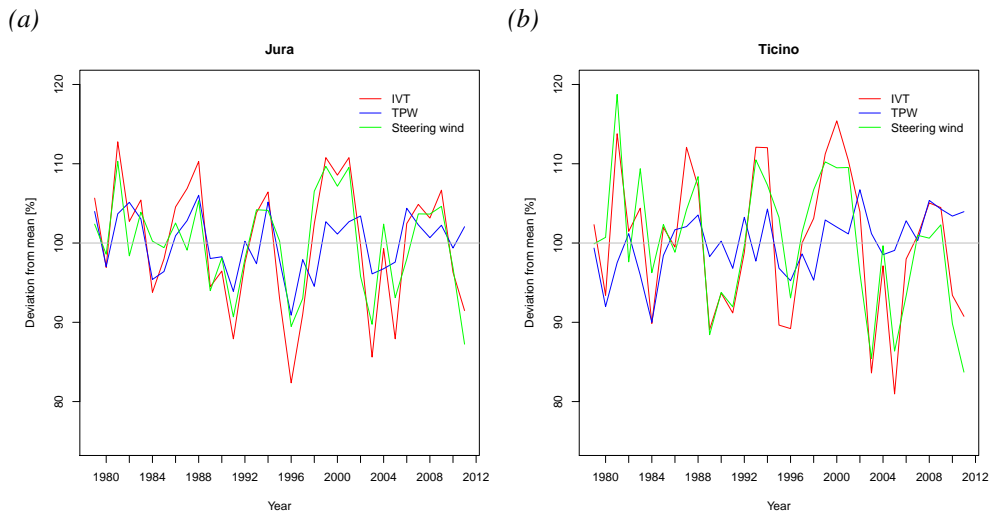 (a)
Jura
Deviation from mean [%]
120
110
100
90
80
IVT
TPW
Steering wind
1980 1984 1988 1992 1996 2000 2004 2008 2012
Year
(b)
Ticino
Deviation from mean [%]
120
110
100
90
80
IVT
TPW
Steering wind
1980 1984 1988 1992 1996 2000 2004 2008 2012
Year